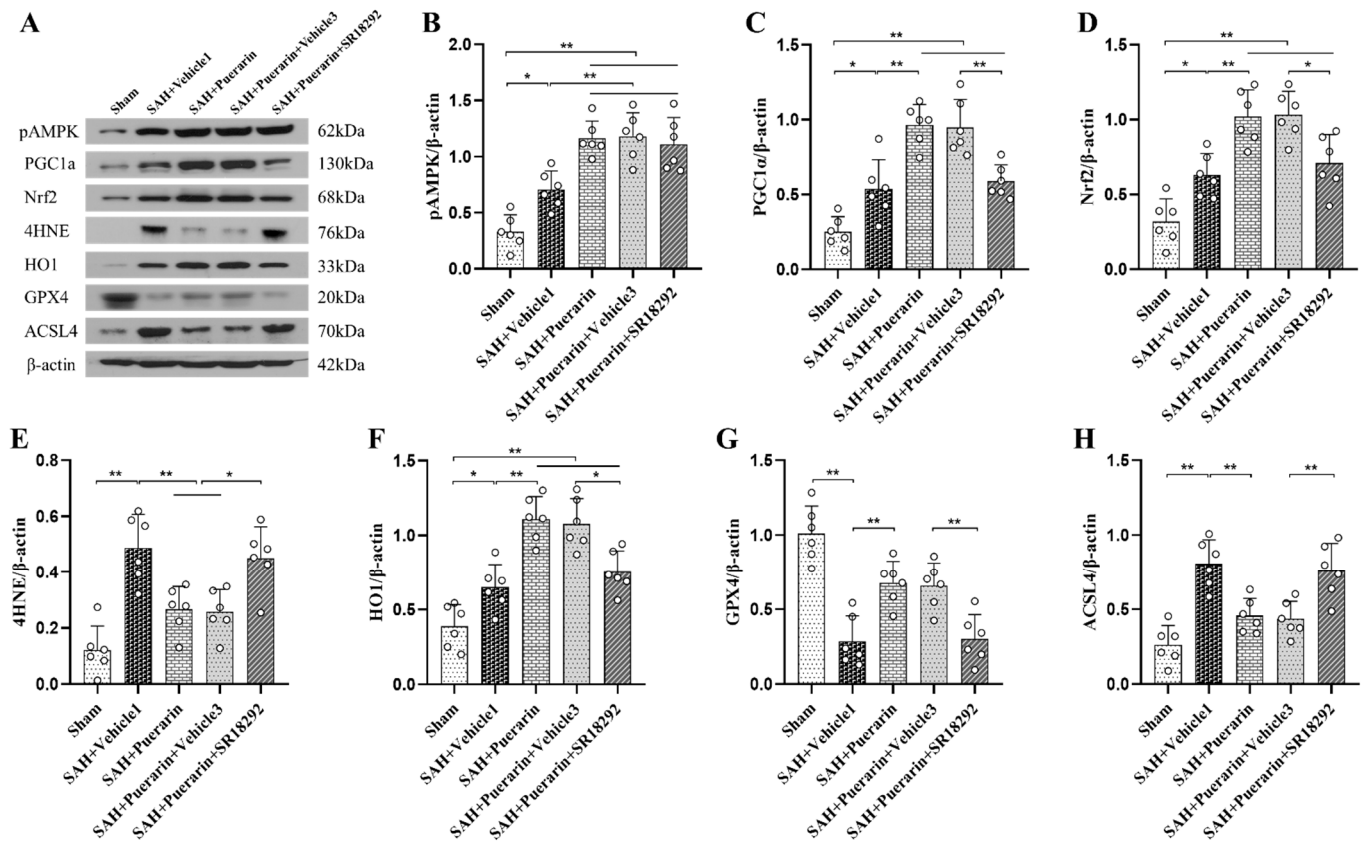 A
Sham
SAH+Vehicle1
SAH+Puerarin
SAH+Puerarin+Vehicle3
SAH+Puerarin+SR18292
pAMPK 62kDa
PGC1a 130kDa
Nrf2 68kDa
4HNE 76kDa
HO1 33kDa
GPX4 20kDa
ACSL4 70kDa
β-actin 42kDa
B
pAMPK/β-actin
2.0
1.5
1.0
0.5
0.0
** 
* **
Sham
SAH+Vehicle1
SAH+Puerarin
SAH+Puerarin+Vehicle3
SAH+Puerarin+SR18292
C
PGC1α/β-actin
1.5
1.0
0.5
0.0
**
* ** **
Sham
SAH+Vehicle1
SAH+Puerarin
SAH+Puerarin+Vehicle3
SAH+Puerarin+SR18292
D
Nrf2/β-actin
1.5
1.0
0.5
0.0
**
* ** *
Sham
SAH+Vehicle1
SAH+Puerarin
SAH+Puerarin+Vehicle3
SAH+Puerarin+SR18292
E
4HNE/β-actin
0.8
0.6
0.4
0.2
0.0
** ** *
Sham
SAH+Vehicle1
SAH+Puerarin
SAH+Puerarin+Vehicle3
SAH+Puerarin+SR18292
F
HO1/β-actin
1.5
1.0
0.5
0.0
**
* ** *
Sham
SAH+Vehicle1
SAH+Puerarin
SAH+Puerarin+Vehicle3
SAH+Puerarin+SR18292
G
GPX4/β-actin
1.5
1.0
0.5
0.0
**
** **
Sham
SAH+Vehicle1
SAH+Puerarin
SAH+Puerarin+Vehicle3
SAH+Puerarin+SR18292
H
ACSL4/β-actin
1.5
1.0
0.5
0.0
** ** **
Sham
SAH+Vehicle1
SAH+Puerarin
SAH+Puerarin+Vehicle3
SAH+Puerarin+SR18292